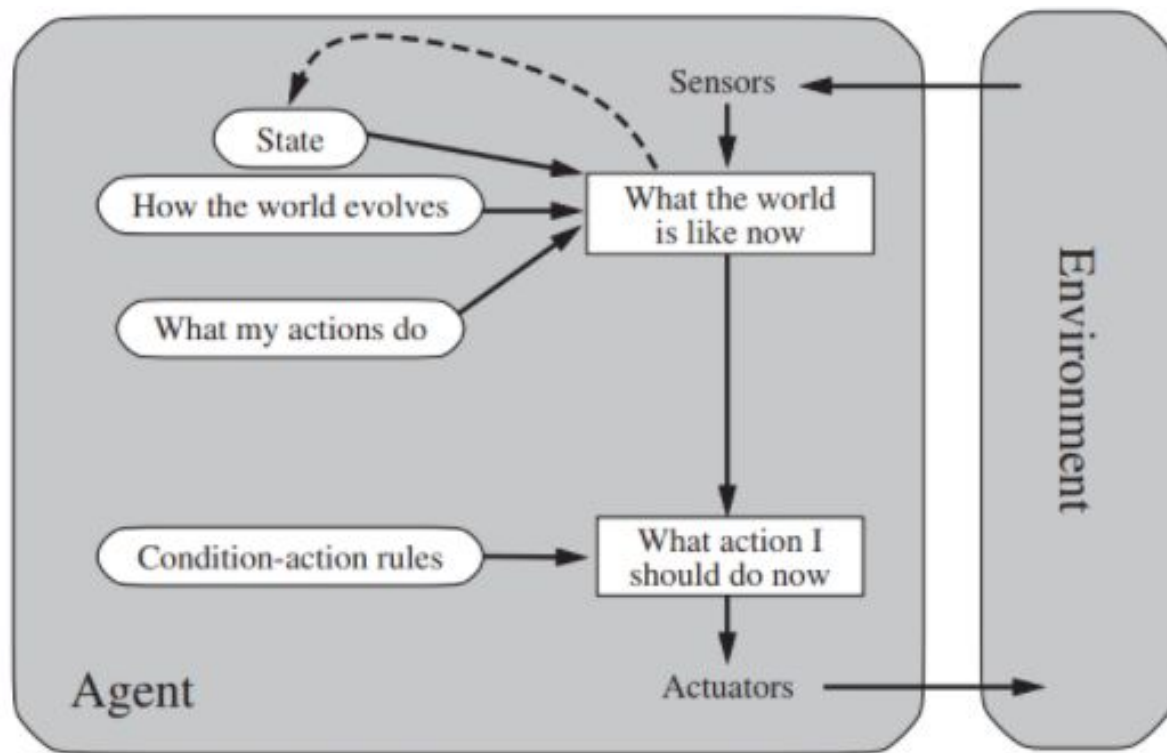 Sensors
State
How the world evolves
What the world
is like now
What my actions do
Environment
Condition-action rules
What action I
should do now
Agent
Actuators